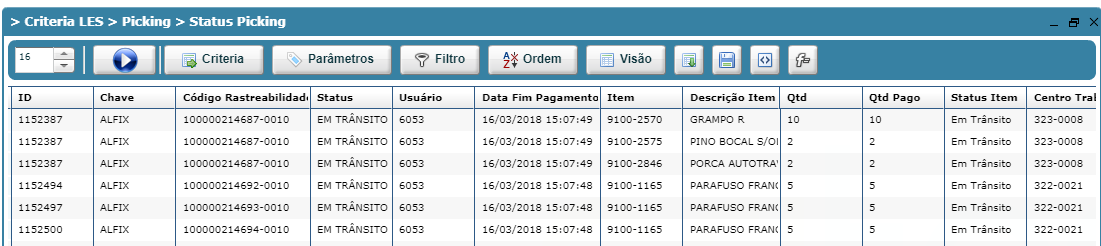 > Criteria LES > Picking > Status Picking
16 Criteria Parâmetros Filtro Ordem Visão
ID Chave Código Rastreabilidade Status Usuário Data Fim Pagamento Item Descrição Item Qtd Qtd Pago Status Item Centro Tral
1152387 ALFIX 100000214687-0010 EM TRÂNSITO 6053 16/03/2018 15:07:49 9100-2570 GRAMPO R 10 10 Em Trânsito 323-0008
1152387 ALFIX 100000214687-0010 EM TRÂNSITO 6053 16/03/2018 15:07:49 9100-2575 PINO BOCAL S/OI 2 2 Em Trânsito 323-0008
1152387 ALFIX 100000214687-0010 EM TRÂNSITO 6053 16/03/2018 15:07:49 9100-2846 PORCA AUTOTRA 2 2 Em Trânsito 323-0008
1152494 ALFIX 100000214692-0010 EM TRÂNSITO 6053 16/03/2018 15:07:48 9100-1165 PARAFUSO FRAN 5 5 Em Trânsito 322-0021
1152497 ALFIX 100000214693-0010 EM TRÂNSITO 6053 16/03/2018 15:07:48 9100-1165 PARAFUSO FRAN 5 5 Em Trânsito 322-0021
1152500 ALFIX 100000214694-0010 EM TRÂNSITO 6053 16/03/2018 15:07:48 9100-1165 PARAFUSO FRAN 5 5 Em Trânsito 322-0021